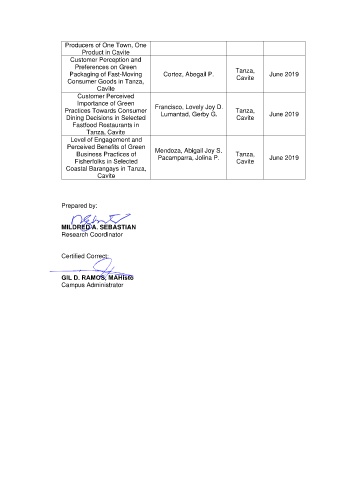 Producers of One Town, One
Product in Cavite
Customer Perception and
Preferences on Green
Packaging of Fast-Moving
Consumer Goods in Tanza,
Cavite
Cortez, Abegail P.
Tanza,
Cavite
June 2019
Customer Perceived
Importance of Green
Practices Towards Consumer
Dining Decisions in Selected
Fastfood Restaurants in
Tanza, Cavite
Francisco, Lovely Joy D.
Lumantad, Gerby G.
Tanza,
Cavite
June 2019
Level of Engagement and
Perceived Benefits of Green
Business Practices of
Fisherfolks in Selected
Coastal Barangays in Tanza,
Cavite
Mendoza, Abigail Joy S.
Pacamparra, Jolina P.
Tanza,
Cavite
June 2019
Prepared by:
MILDRED A. SEBASTIAN
Research Coordinator
Certified Correct:
GIL D. RAMOS, MAHisto
Campus Administrator